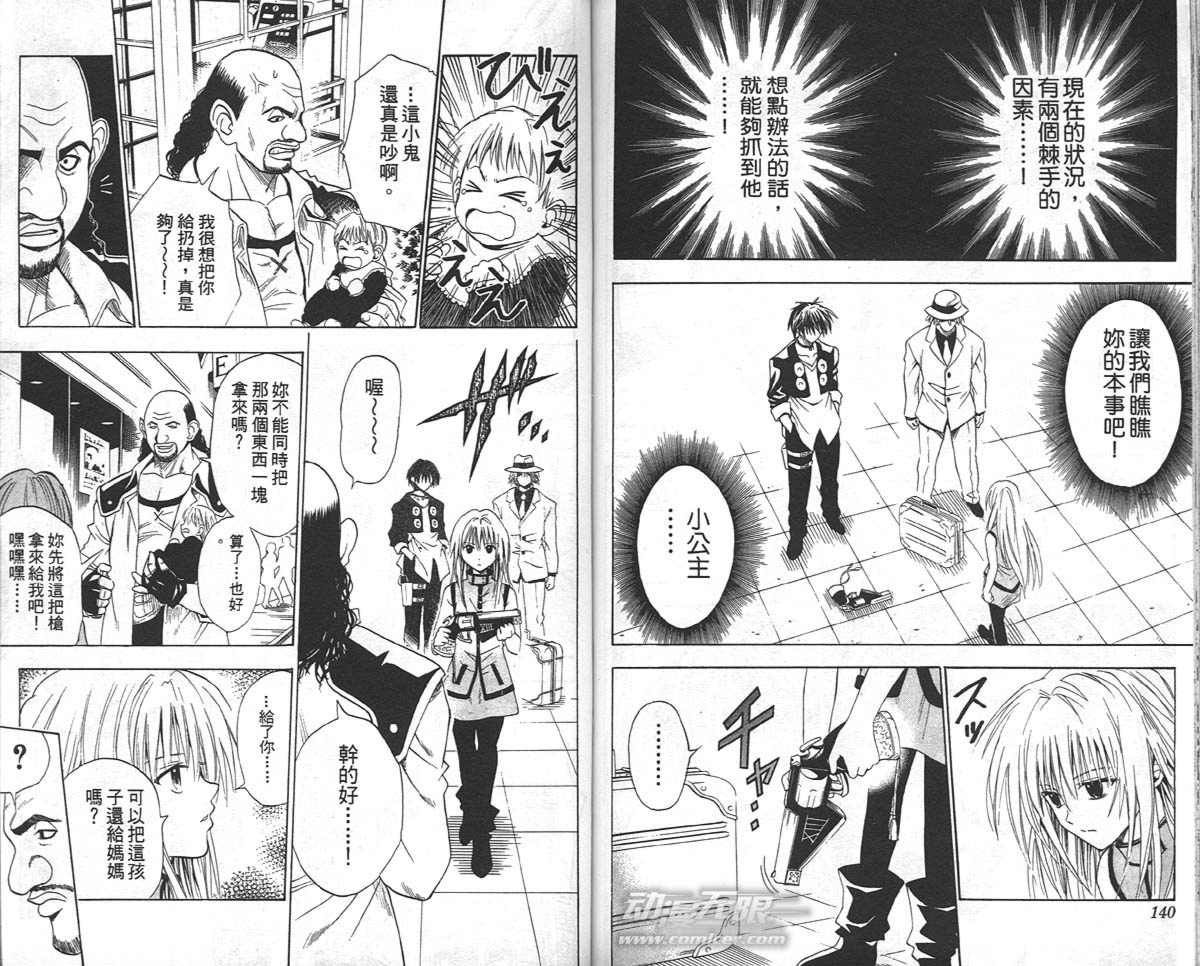 現在的狀況，
有兩個棘手的
因素……！
想點辦法的話，
就能夠抓到他
……！
讓我們瞧瞧
妳的本事吧！
小公主
……
スッ
チャ…
……
140
びえぇ
えぇん
…這小鬼
還真是吵啊。
我很想把你
給扔掉，真是
夠了～～！
喔～～～
幹的好……！
E
妳不能同時把
那兩個東西一塊
拿來嗎？
算了…也好
。
妳先將這把槍
拿來給我吧！
嘿嘿嘿……
XIII
…給了你……
可以把這孩
子還給媽媽
嗎？
？
动漫无限
www.comicer.com